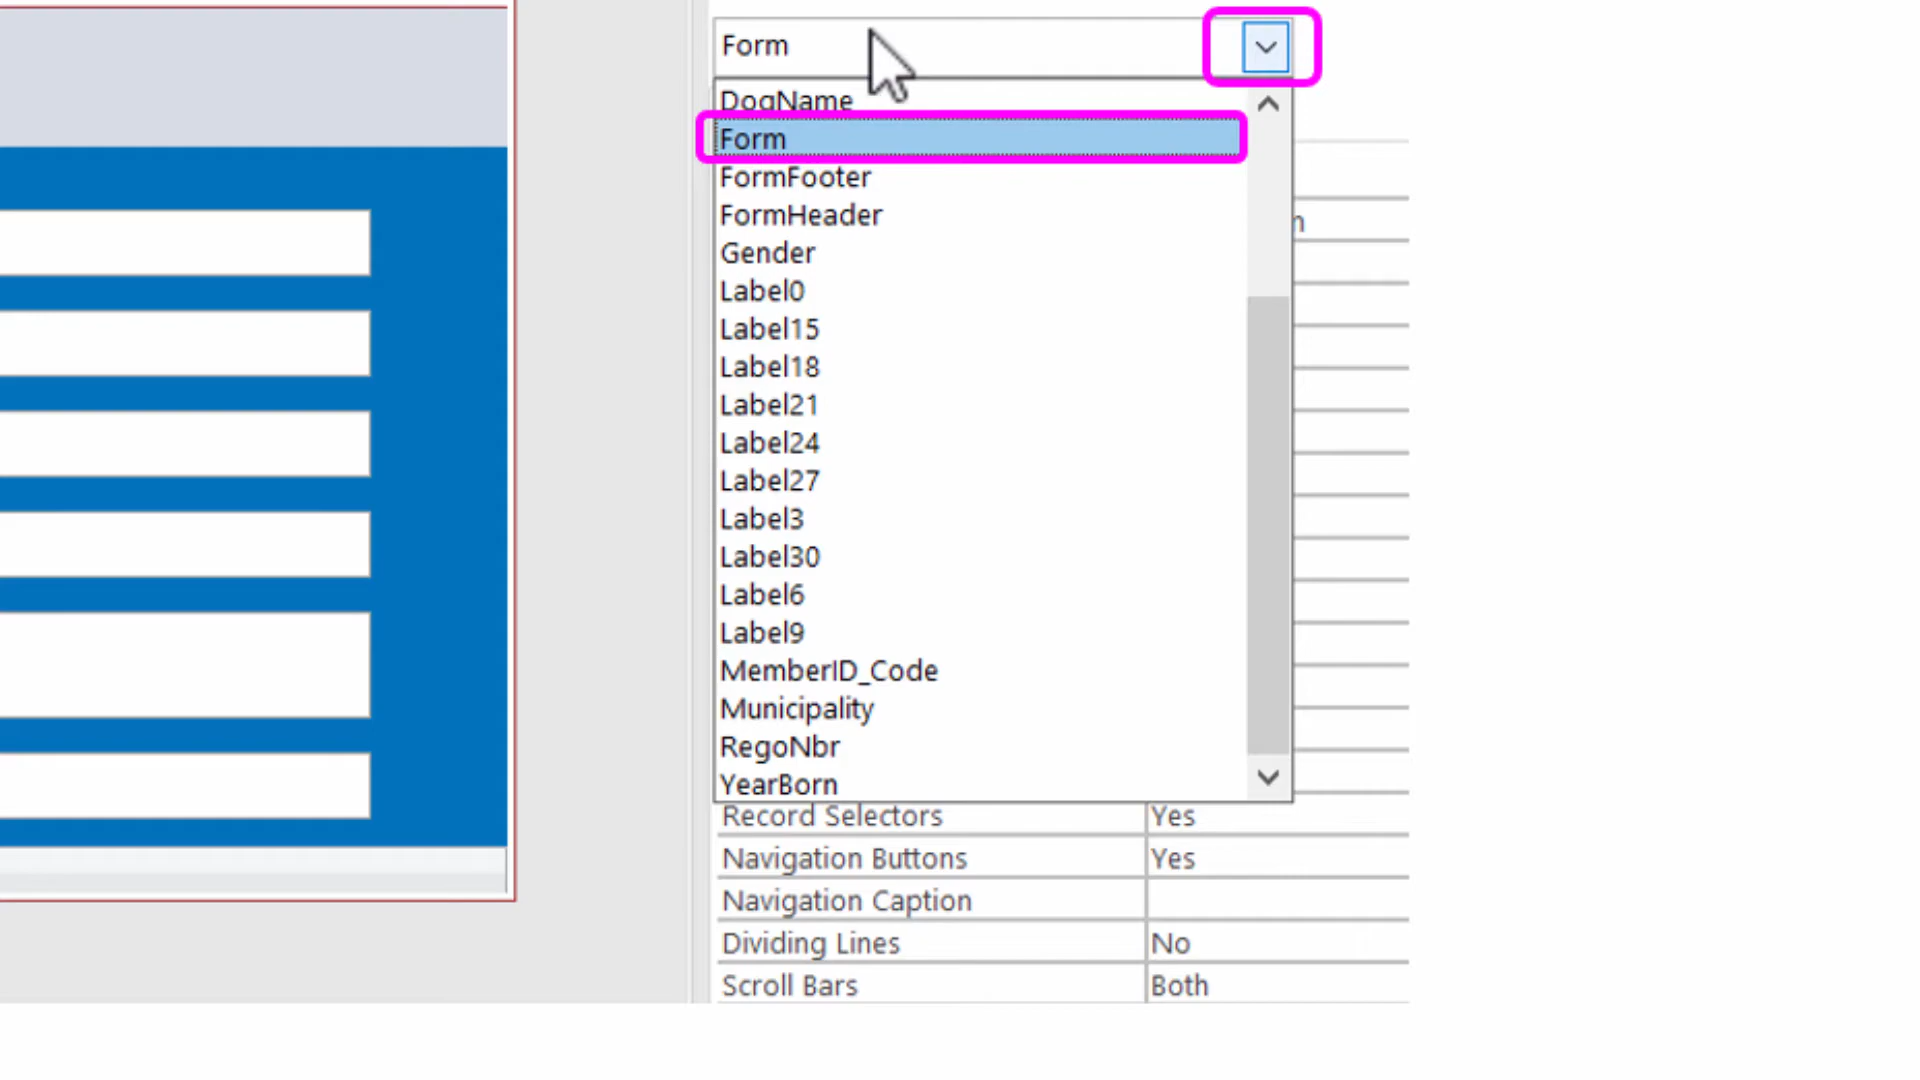 Form
DogName
Form
FormFooter
FormHeader
Gender
Label0
Label15
Label18
Label21
Label24
Label27
Label3
Label30
Label6
Label9
MemberID_Code
Municipality
RegoNbr
YearBorn
Record Selectors Yes
Navigation Buttons Yes
Navigation Caption
Dividing Lines No
Scroll Bars Both